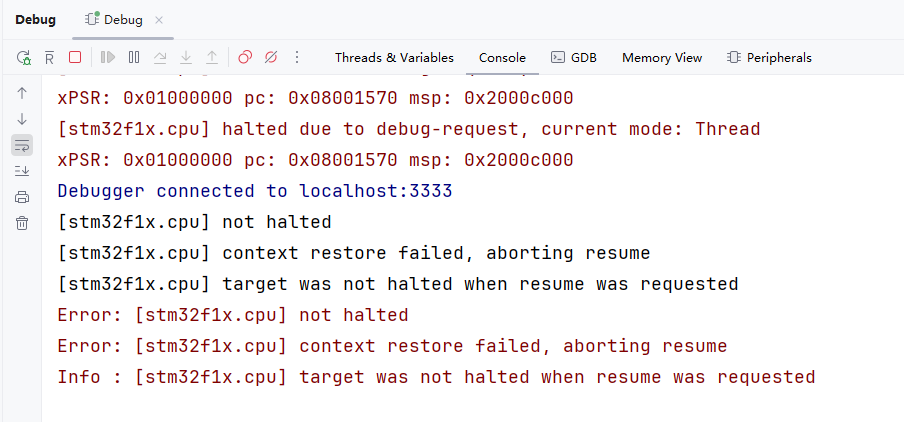 Debug Debug
Threads & Variables Console GDB Memory View Peripherals
xPSR: 0x01000000 pc: 0x08001570 msp: 0x2000c000
[stm32f1x.cpu] halted due to debug-request, current mode: Thread
xPSR: 0x01000000 pc: 0x08001570 msp: 0x2000c000
Debugger connected to localhost:3333
[stm32f1x.cpu] not halted
[stm32f1x.cpu] context restore failed, aborting resume
[stm32f1x.cpu] target was not halted when resume was requested
Error: [stm32f1x.cpu] not halted
Error: [stm32f1x.cpu] context restore failed, aborting resume
Info : [stm32f1x.cpu] target was not halted when resume was requested